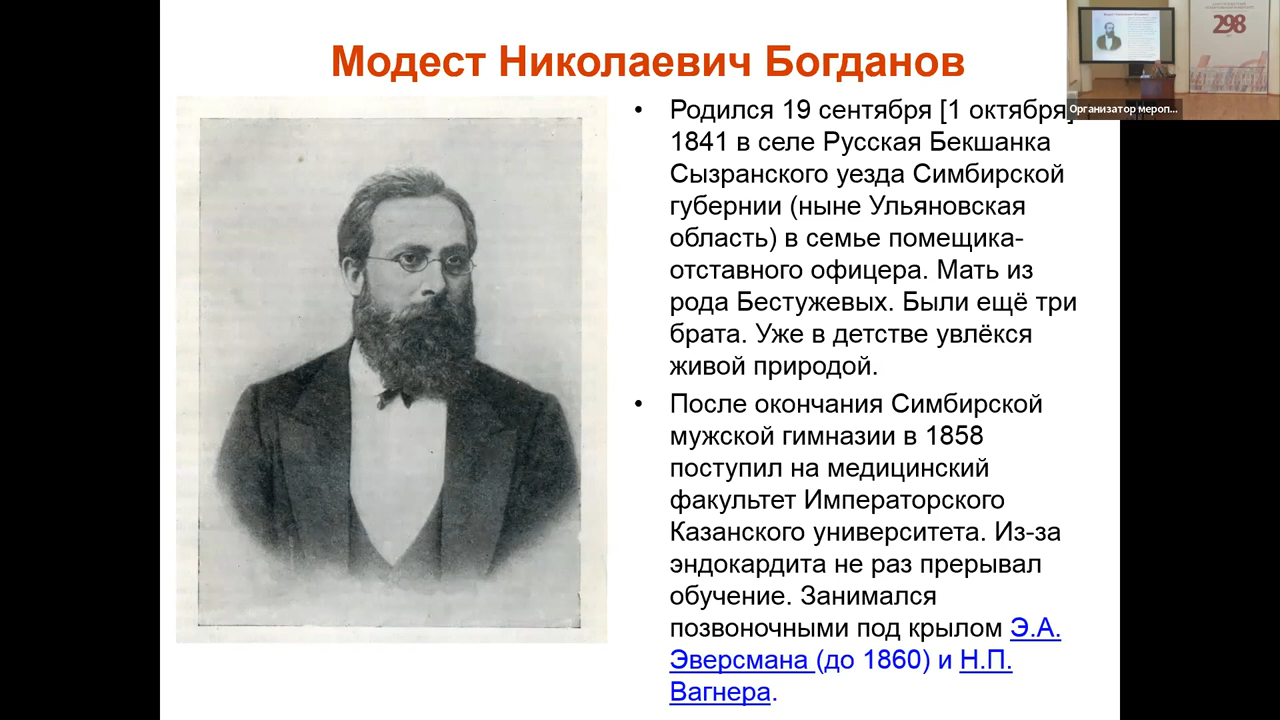 Модест Николаевич Богданов
• Родился 19 сентября [1 октября]
1841 в селе Русская Бекшанка
Сызранского уезда Симбирской
губернии (ныне Ульяновская
область) в семье помещика-
отставного офицера. Мать из
рода Бестужевых. Были ещё три
брата. Уже в детстве увлёкся
живой природой.
• После окончания Симбирской
мужской гимназии в 1858
поступил на медицинский
факультет Императорского
Казанского университета. Из-за
эндокардита не раз прерывал
обучение. Занимался
позвоночными под крылом Э.А.
Эверсмана (до 1860) и Н.П.
Вагнера.
298
Организатор мероп...